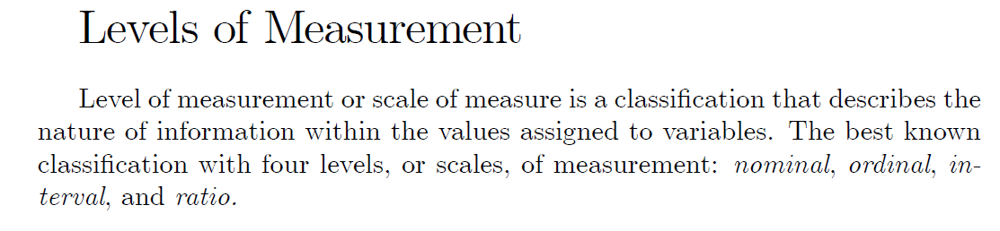 Levels of Measurement
Level of measurement or scale of measure is a classification that describes the
nature of information within the values assigned to variables. The best known
classification with four levels, or scales, of measurement: nominal, ordinal, in-
terval, and ratio.